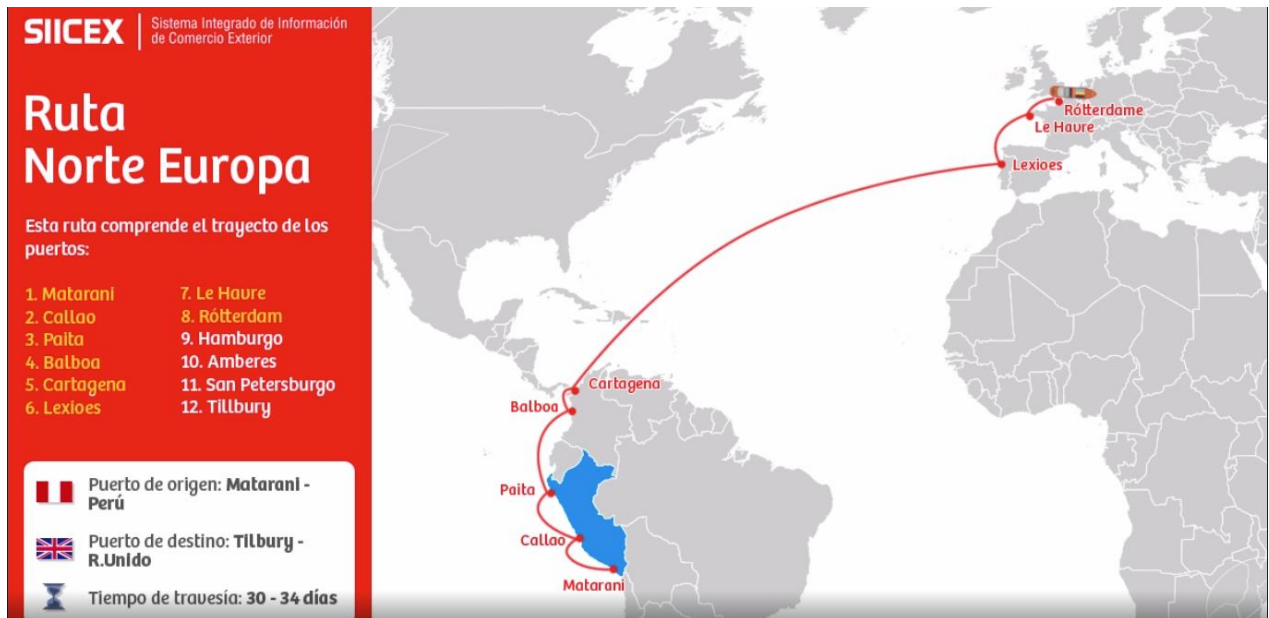 SIICEX
Sistema Integrado de Información
de Comercio Exterior
Ruta
Norte Europa
Esta ruta comprende el trayecto de los
puertos:
1. Matarani
2. Callao
3. Paita
4. Balboa
5. Cartagena
6. Lexioes
7. Le Havre
8. Rótterdam
9. Hamburgo
10. Amberes
11. San Petersburgo
12. Tillbury
Puerto de origen: Matarani -
Perú
Puerto de destino: Tilbury -
R.Unido
Tiempo de travesía: 30 - 34 días
Rótterdame
Le Havre
Lexioes
Cartagena
Balboa
Paita
Callao
Matarani